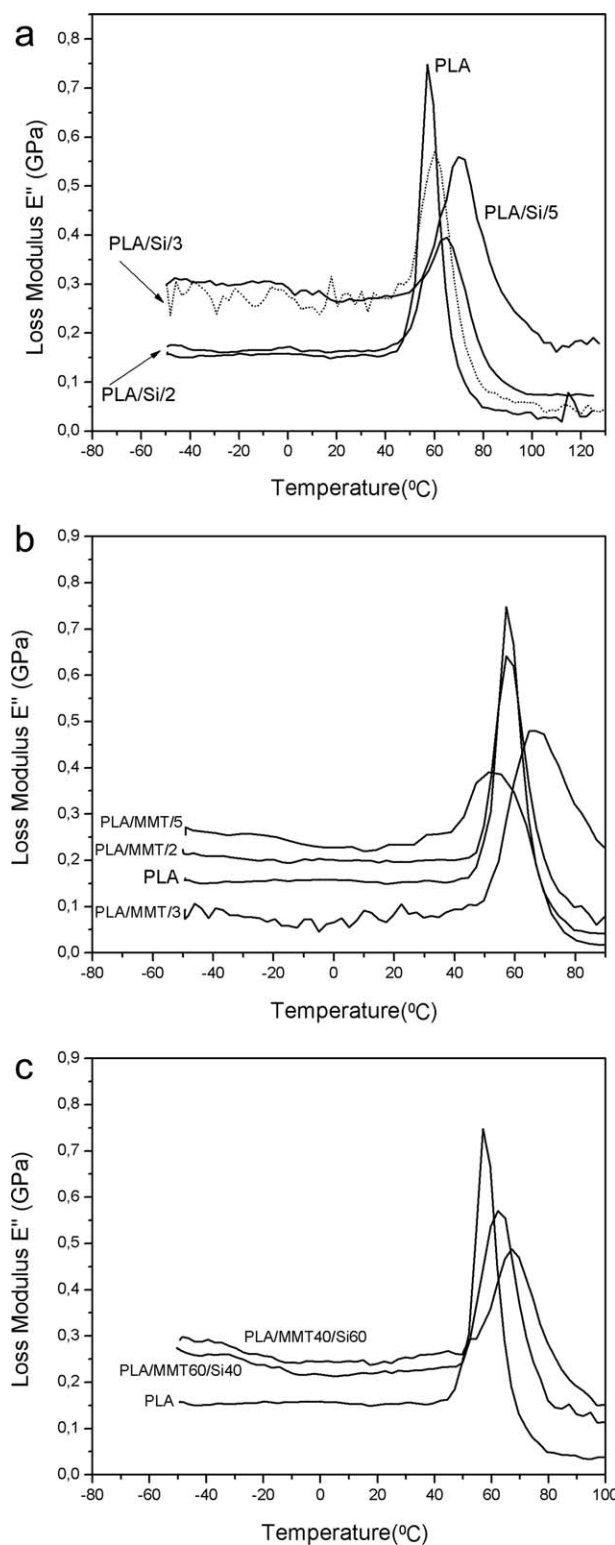 a
0,8
0,7
0,6
0,5
0,4
0,3
0,2
0,1
0,0
Loss Modulus E" (GPa)
PLA
PLA/Si/5
PLA/Si/3
PLA/Si/2
-80 -60 -40 -20 0 20 40 60 80 100 120
Temperature(ºC)
b
0,9
0,8
0,7
0,6
0,5
0,4
0,3
0,2
0,1
0,0
Loss Modulus E" (GPa)
PLA/MMT/5
PLA/MMT/2
PLA
PLA/MMT/3
-80 -60 -40 -20 0 20 40 60 80
Temperature(ºC)
c
0,9
0,8
0,7
0,6
0,5
0,4
0,3
0,2
0,1
0,0
Loss Modulus E" (GPa)
PLA/MMT40/Si60
PLA/MMT60/Si40
PLA
-80 -60 -40 -20 0 20 40 60 80 100
Temperature(ºC)